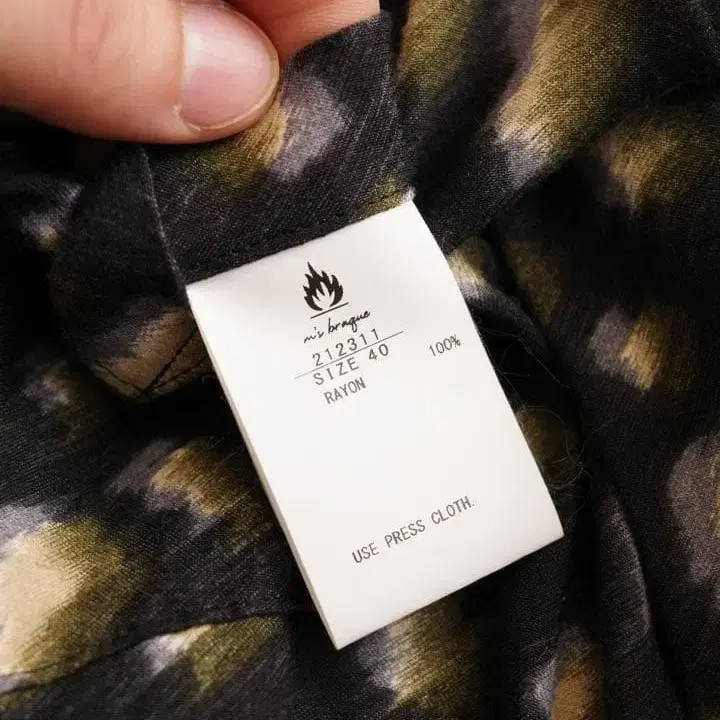 m's braque
212311
SIZE 40
RAYON 100%
USE PRESS CLOTH.